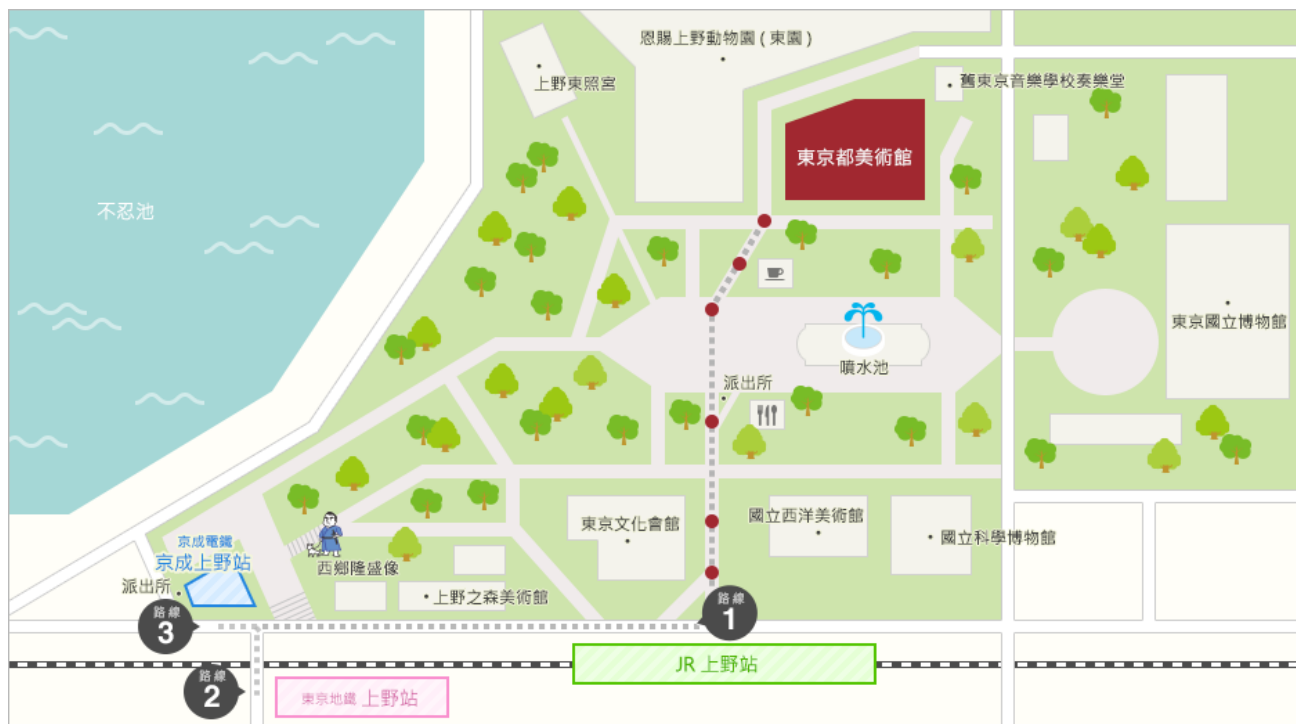 恩賜上野動物園 ( 東園 )
上野東照宮
舊東京音樂學校奏樂堂
東京都美術館
不忍池
東京國立博物館
噴水池
派出所
東京文化會館
國立西洋美術館
國立科學博物館
京成電鐵
京成上野站
西鄉隆盛像
派出所
上野之森美術館
路線
1
路線
3
JR 上野站
路線
2
東京地鐵 上野站